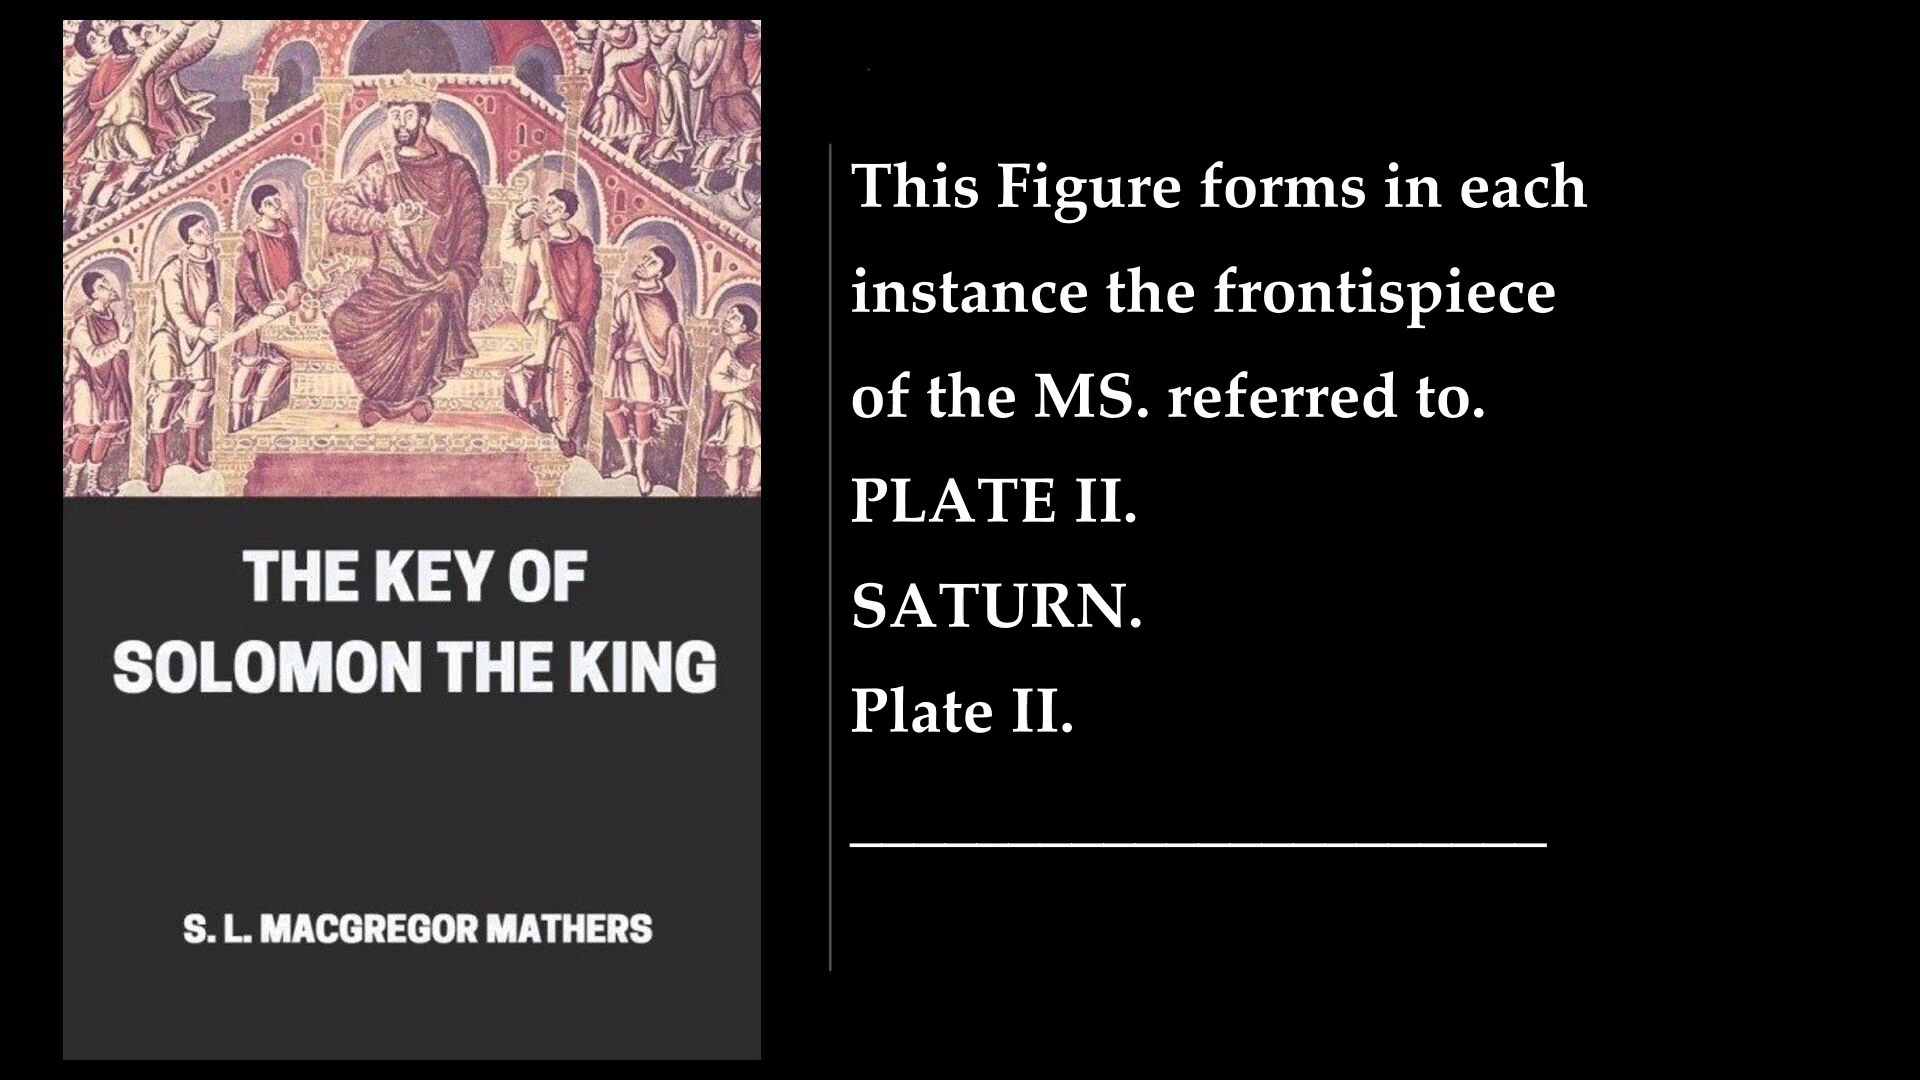 THE KEY OF
SOLOMON THE KING
S. L. MACGREGOR MATHERS
This Figure forms in each
instance the frontispiece
of the MS. referred to.
PLATE II.
SATURN.
Plate II.